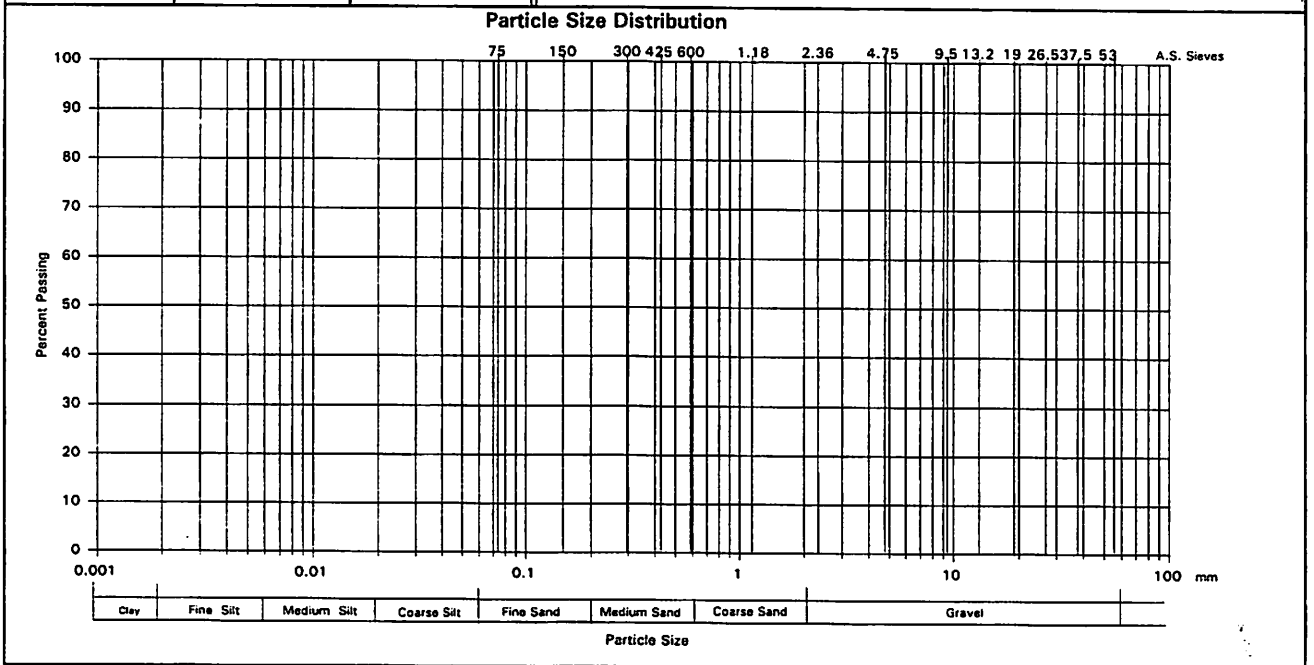 Particle Size Distribution
75 150 300 425 600 1.18 2.36 4.75 9.5 13.2 19 26.5 37.5 53 A.S. Sieves
100
90
80
70
60
50
40
30
20
10
0
Percent Passing
0.001 0.01 0.1 1 10 100 mm
Clay Fine Silt Medium Silt Coarse Silt Fine Sand Medium Sand Coarse Sand Gravel
Particle Size